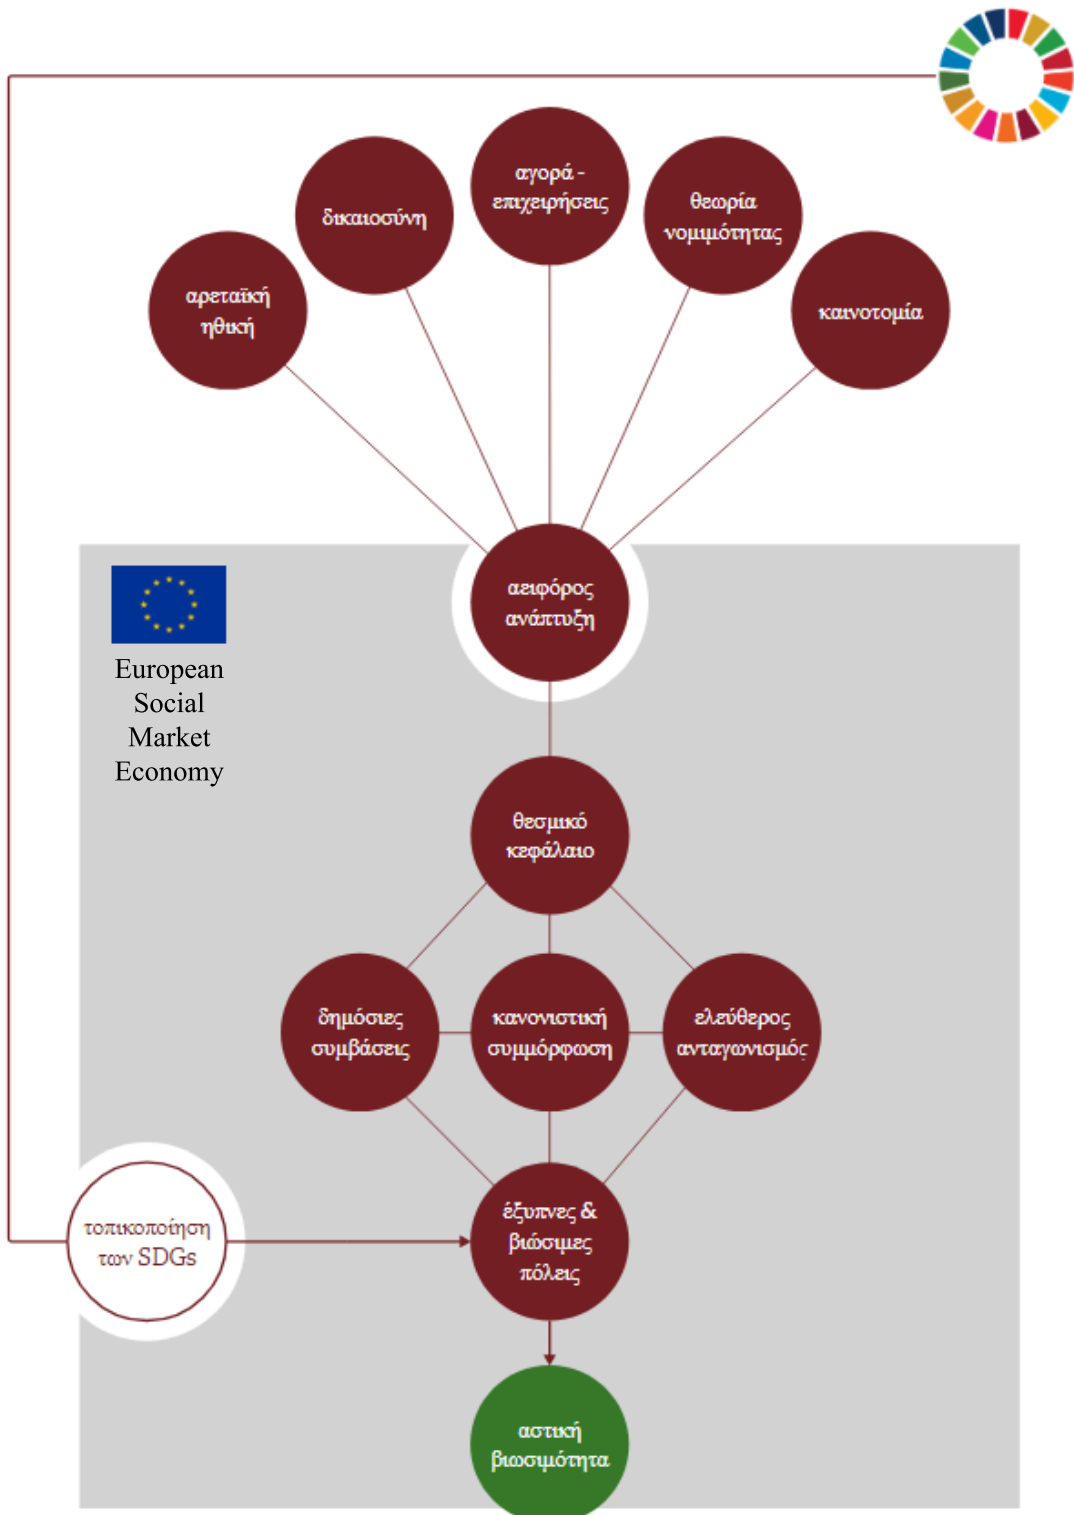 αγορά -
επιχειρήσεις
δικαιοσύνη
θεωρία
νομιμότητας
αρεταϊκή
ηθική
καινοτομία
αειφόρος
ανάπτυξη
European
Social
Market
Economy
θεσμικό
κεφάλαιο
δημόσιες
συμβάσεις
κανονιστική
συμμόρφωση
ελεύθερος
ανταγωνισμός
τοπικοποίηση
των SDGs
έξυπνες &
βιώσιμες
πόλεις
αστική
βιωσιμότητα